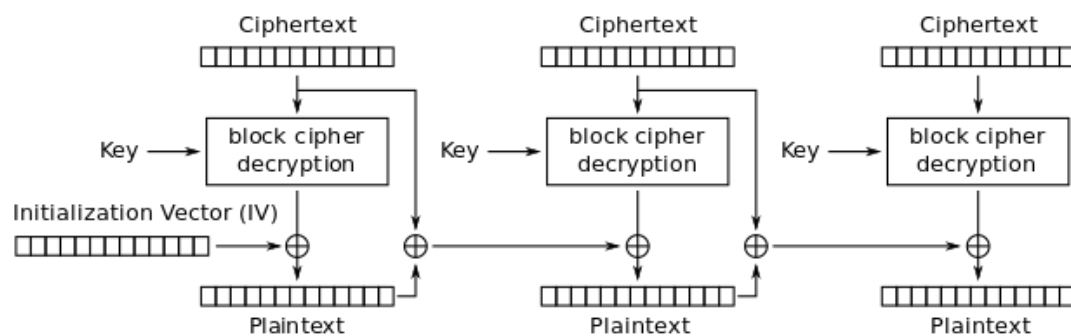 Ciphertext Ciphertext Ciphertext
Key block cipher decryption Key block cipher decryption Key block cipher decryption
Initialization Vector (IV)
Plaintext Plaintext Plaintext